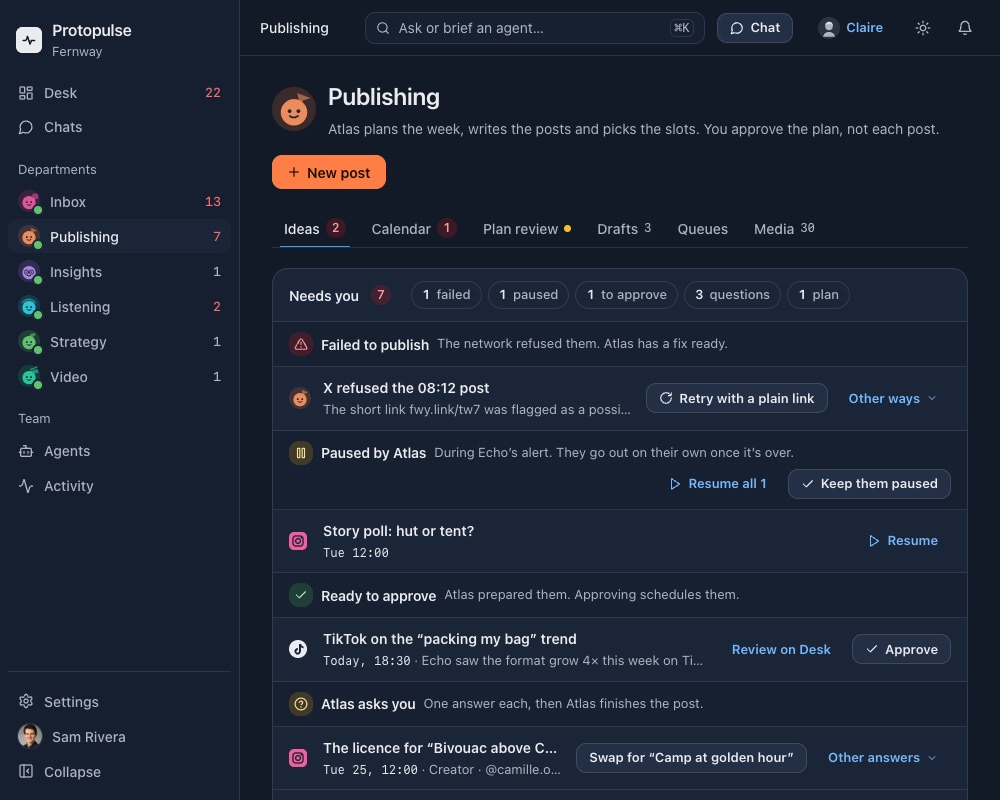 Protopulse
Fernway
Desk 22
Chats
Departments
Inbox 13
Publishing 7
Insights 1
Listening 2
Strategy 1
Video 1
Team
Agents
Activity
Settings
Sam Rivera
Collapse
Publishing
Ask or brief an agent…
⌘K
Chat
Claire
Publishing
Atlas plans the week, writes the posts and picks the slots. You approve the plan, not each post.
+ New post
Ideas 2 Calendar 1 Plan review Drafts 3 Queues Media 30
Needs you 7 1 failed 1 paused 1 to approve 3 questions 1 plan
Failed to publish The network refused them. Atlas has a fix ready.
X refused the 08:12 post
The short link fwy.link/tw7 was flagged as a possi…
Retry with a plain link Other ways
Paused by Atlas During Echo’s alert. They go out on their own once it’s over.
Resume all 1 Keep them paused
Story poll: hut or tent?
Tue 12:00
Resume
Ready to approve Atlas prepared them. Approving schedules them.
TikTok on the “packing my bag” trend
Today, 18:30 · Echo saw the format grow 4× this week on Ti…
Review on Desk Approve
Atlas asks you One answer each, then Atlas finishes the post.
The licence for “Bivouac above C…
Tue 25, 12:00 · Creator · @camille.o…
Swap for “Camp at golden hour” Other answers